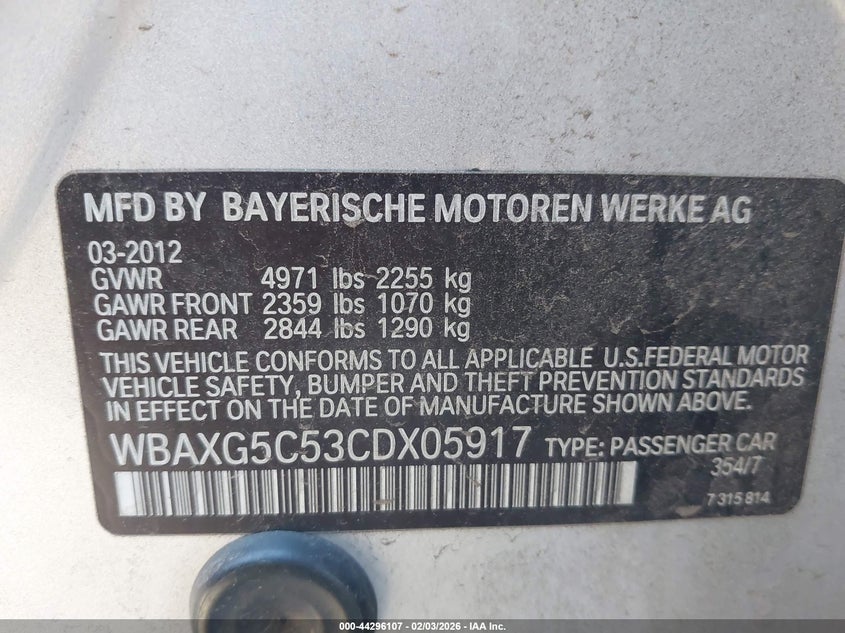 MFD BY BAYERISCHE MOTOREN WERKE AG
03-2012
GVWR 4971 lbs 2255 kg
GAWR FRONT 2359 lbs 1070 kg
GAWR REAR 2844 lbs 1290 kg
THIS VEHICLE CONFORMS TO ALL APPLICABLE U.S.FEDERAL MOTOR
VEHICLE SAFETY, BUMPER AND THEFT PREVENTION STANDARDS
IN EFFECT ON THE DATE OF MANUFACTURE SHOWN ABOVE.
WBAXG5C53CDX05917 TYPE: PASSENGER CAR
354/7
7 315 814
000-44296107 - 02/03/2026 - IAA Inc.